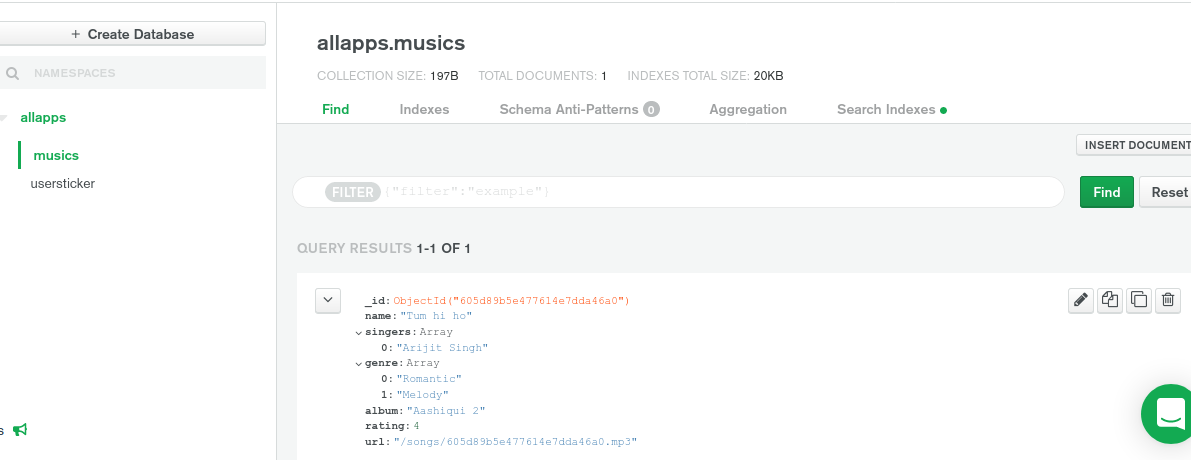 + Create Database
NAMESPACES
allapps
musics
usersticker
s
allapps.musics
COLLECTION SIZE: 197B TOTAL DOCUMENTS: 1 INDEXES TOTAL SIZE: 20KB
Find Indexes Schema Anti-Patterns 0 Aggregation Search Indexes
INSERT DOCUMENT
FILTER {"filter":"example"} Find Reset
QUERY RESULTS 1-1 OF 1
_id: ObjectId("605d89b5e477614e7dda46a0")
name: "Tum hi ho"
singers: Array
0: "Arijit Singh"
genre: Array
0: "Romantic"
1: "Melody"
album: "Aashiqui 2"
rating: 4
url: "/songs/605d89b5e477614e7dda46a0.mp3"